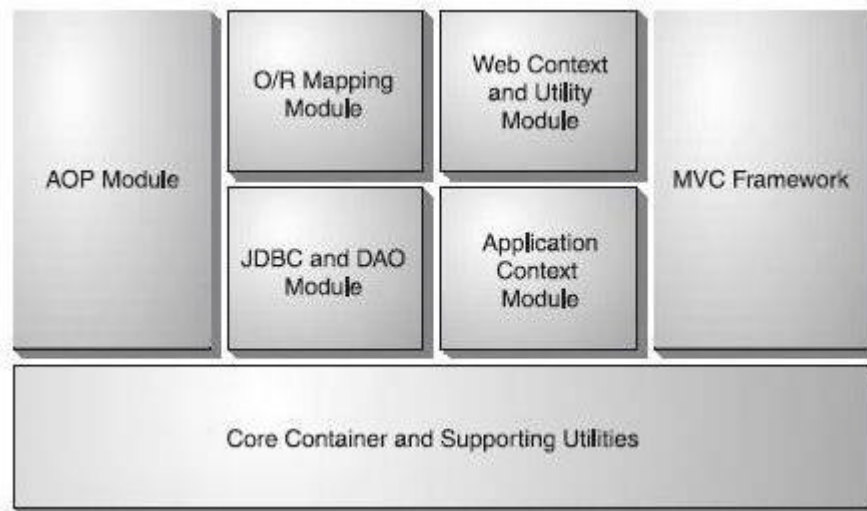 AOP Module
O/R Mapping
Module
Web Context
and Utility
Module
MVC Framework
JDBC and DAO
Module
Application
Context
Module
Core Container and Supporting Utilities